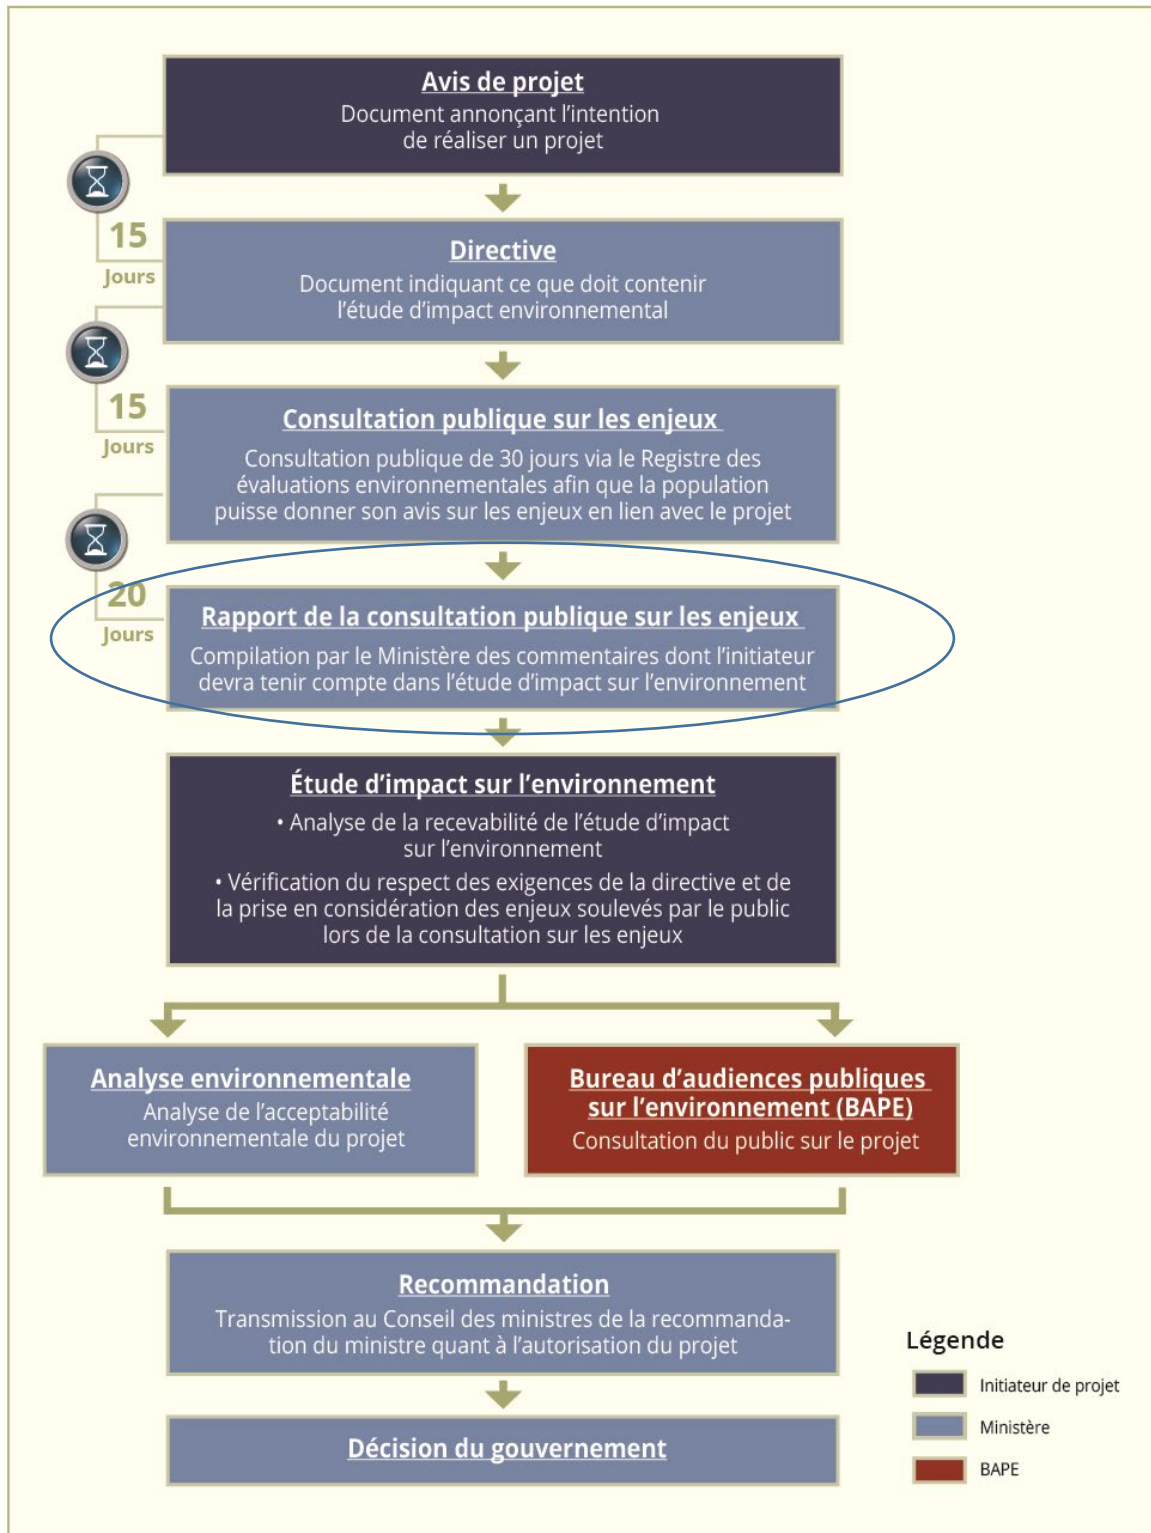 Avis de projet
Document annonçant l’intention
de réaliser un projet
15
Jours
Directive
Document indiquant ce que doit contenir
l’étude d’impact environnemental
15
Jours
Consultation publique sur les enjeux
Consultation publique de 30 jours via le Registre des
évaluations environnementales afin que la population
puisse donner son avis sur les enjeux en lien avec le projet
20
Jours
Rapport de la consultation publique sur les enjeux
Compilation par le Ministère des commentaires dont l’initiateur
devra tenir compte dans l’étude d’impact sur l’environnement
Étude d’impact sur l’environnement
• Analyse de la recevabilité de l’étude d’impact
sur l’environnement
• Vérification du respect des exigences de la directive et de
la prise en considération des enjeux soulevés par le public
lors de la consultation sur les enjeux
Analyse environnementale
Analyse de l’acceptabilité
environnementale du projet
Bureau d’audiences publiques
sur l’environnement (BAPE)
Consultation du public sur le projet
Recommandation
Transmission au Conseil des ministres de la recommanda-
tion du ministre quant à l’autorisation du projet
Décision du gouvernement
Légende
Initiateur de projet
Ministère
BAPE